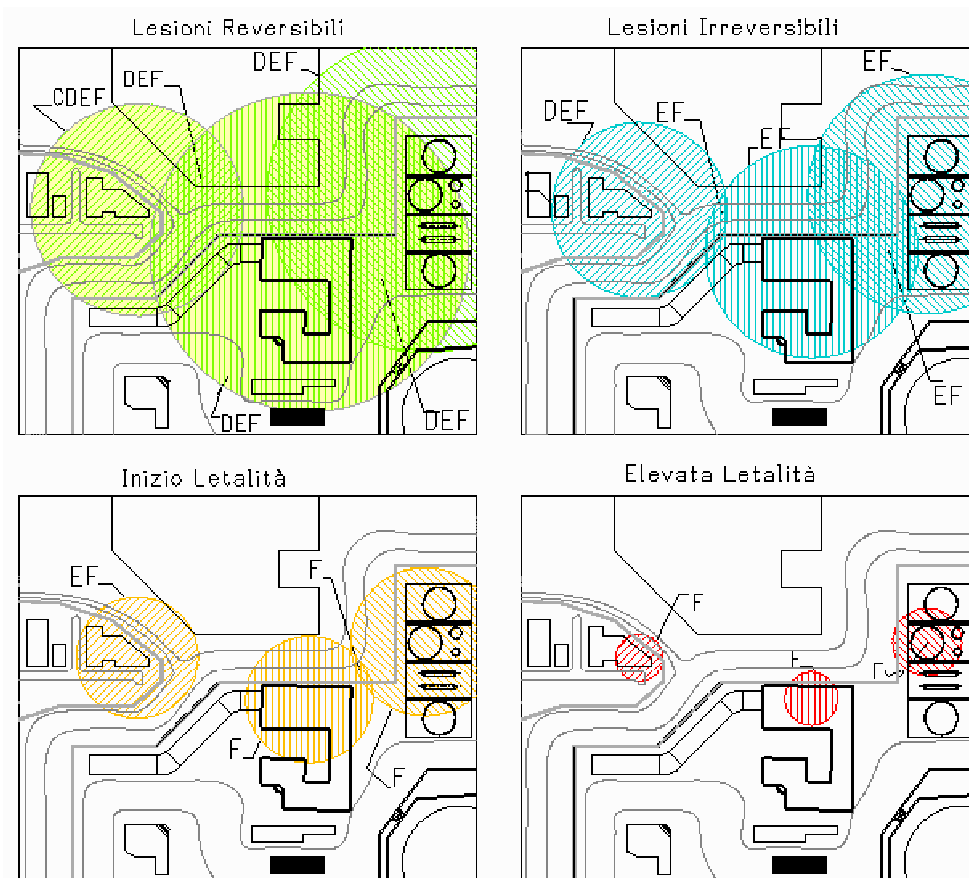 Lesioni Reversibili
Lesioni Irreversibili
DEF
DEF
CDEF
DEF
DEF
EF
DEF
EF
EF
EF
Inizio Letalità
Elevata Letalità
EF
F
F
F
F
F
F